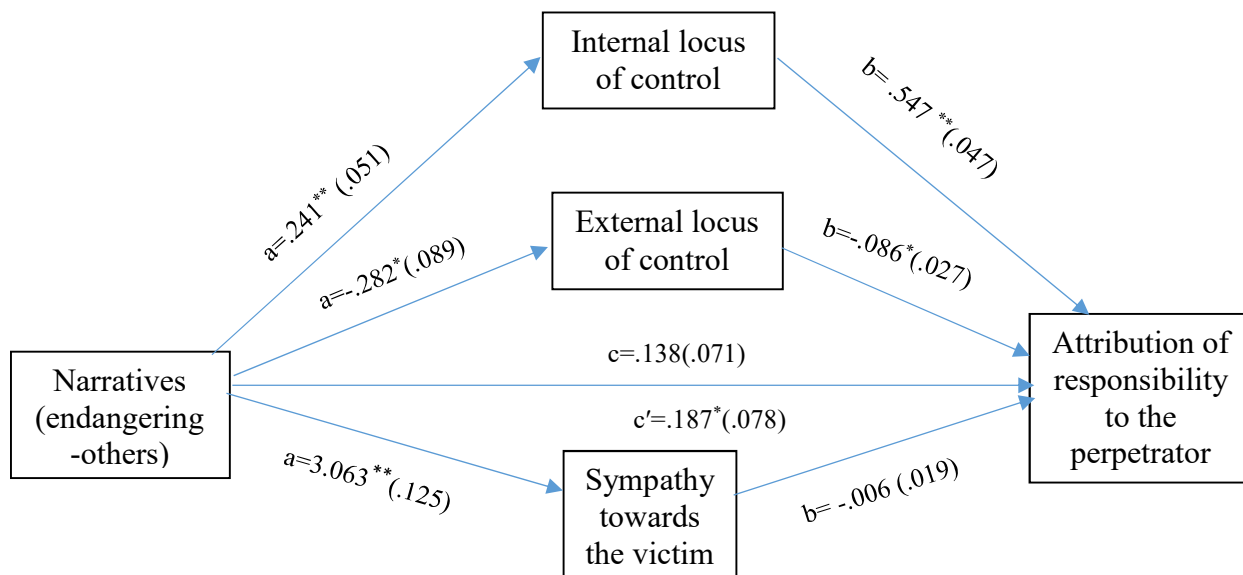 Internal locus
of control
a=.241** (.051)
b=.547 **(.047)
External locus
of control
a=-.282*(.089)
b=-.086*(.027)
Narratives
(endangering
-others)
c=.138(.071)
c′=.187*(.078)
Attribution of
responsibility
to the
perpetrator
a=3.063 **(.125)
Sympathy
towards
the victim
b= -.006 (.019)